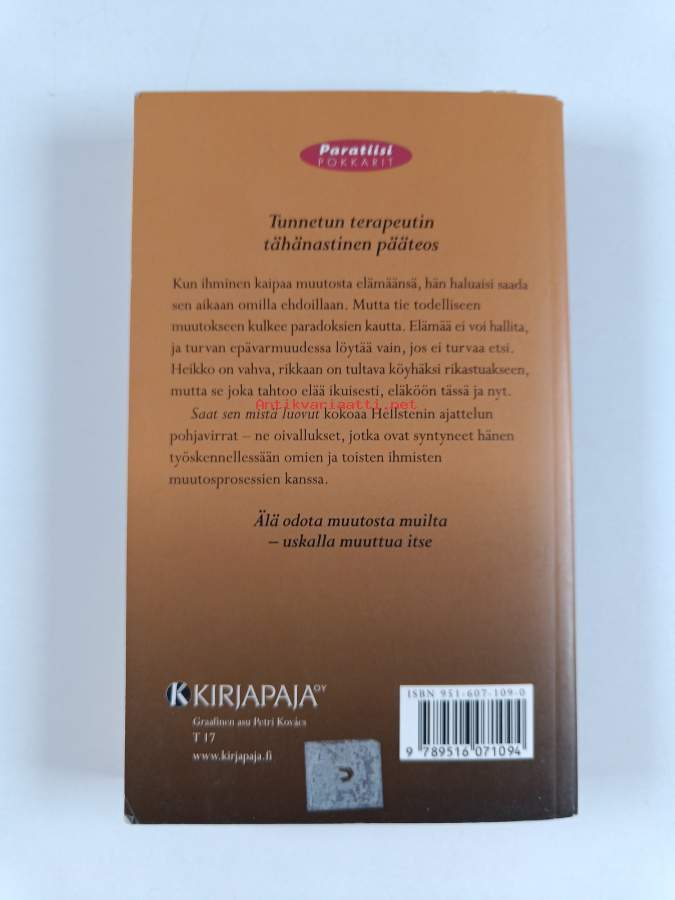 Paratiisi
POKKARIT
Tunnetun terapeutin
tähänastinen pääteos
Kun ihminen kaipaa muutosta elämäänsä, hän haluaisi saada
sen aikaan omilla ehdoillaan. Mutta tie todelliseen
muutokseen kulkee paradoksien kautta. Elämää ei voi hallita,
ja turvan epävarmuudessa löytää vain, jos ei turvaa etsi.
Heikko on vahva, rikkaan on tultava köyhäksi rikastuakseen,
mutta se joka tahtoo elää ikuisesti, eläköön tässä ja nyt.
Antikvariaatti.net
Saat sen mistä luovut kokoaa Hellstenin ajattelun
pohjavirrat – ne oivallukset, jotka ovat syntyneet hänen
työskennellessään omien ja toisten ihmisten
muutosprosessien kanssa.
Älä odota muutosta muilta
– uskalla muuttua itse
K KIRJAPAJA OY
Graafinen asu Petri Kovács
T 17
www.kirjapaja.fi
ISBN 951-607-109-0
9 789516 071094